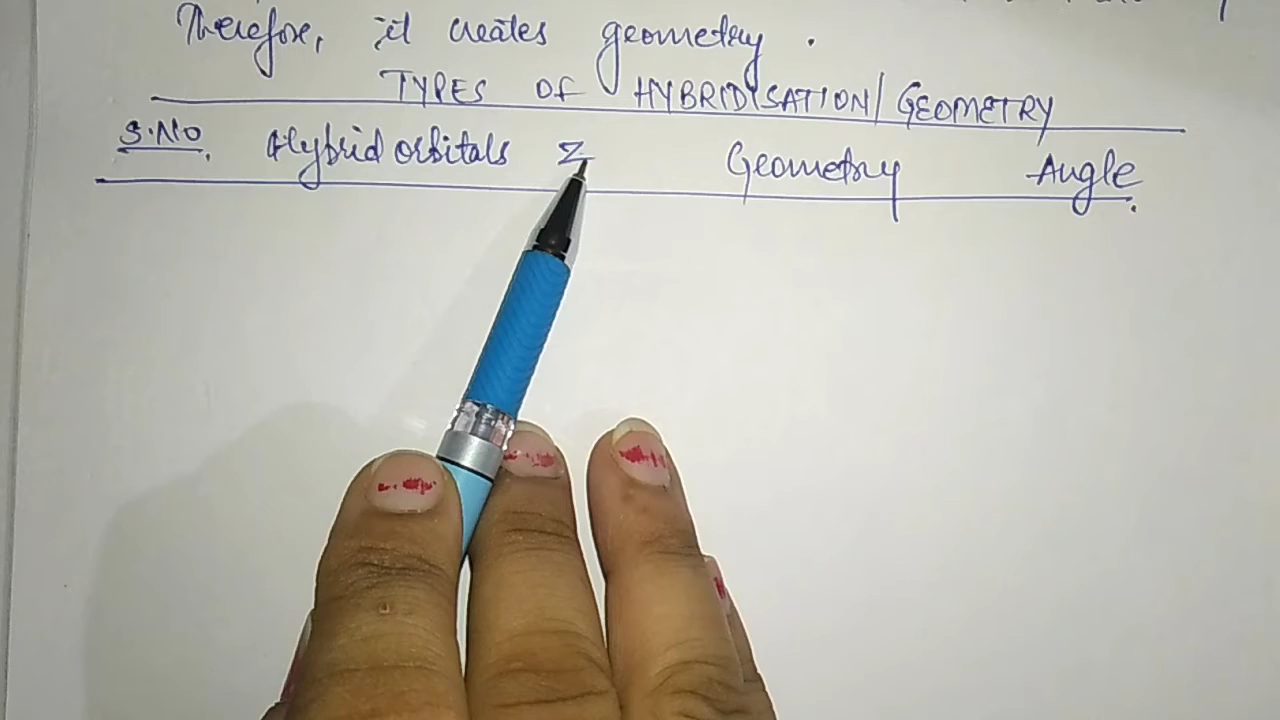 Therefore, it creates geometry.
TYPES OF HYBRIDISATION/GEOMETRY
S.NO. Hybrid orbitals Z Geometry Angle.